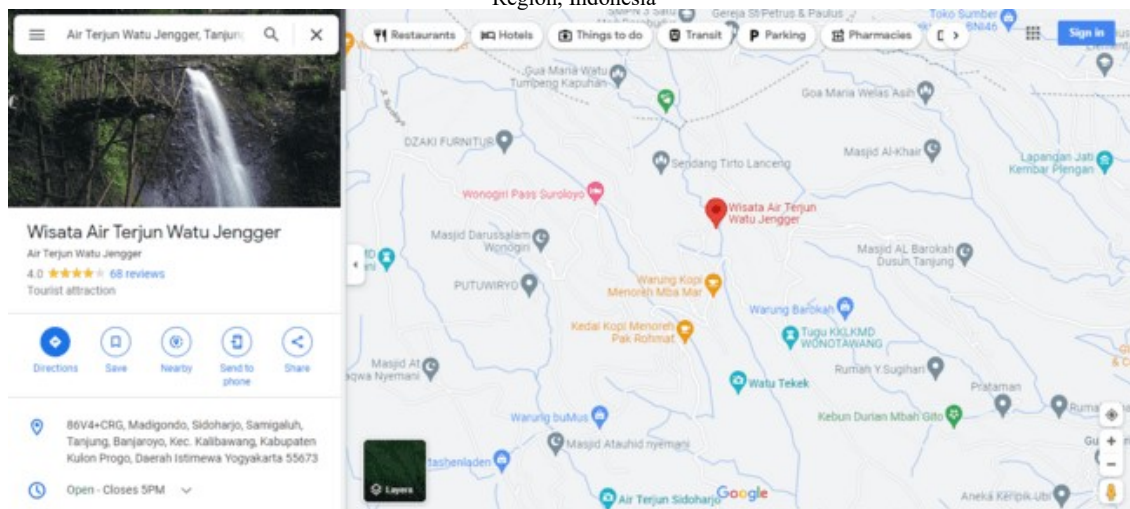 Region, Indonesia
Air Terjun Watu Jengger, Tanjung
Restaurants
Hotels
Things to do
Transit
Parking
Pharmacies
Sign in
Wisata Air Terjun Watu Jengger
Air Terjun Watu Jengger
4.0
68 reviews
Tourist attraction
Directions
Save
Nearby
Send to
phone
Share
86V4+CRG, Madigondo, Sidoharjo, Samigaluh,
Tanjung, Banjaroyo, Kec. Kalibawang, Kabupaten
Kulon Progo, Daerah Istimewa Yogyakarta 55673
Open - Closes 5PM
Gereja St Petrus & Paulus
Toko Sumber
BNI46
Gua Maria Watu
Tumpeng Kapuhan
Goa Maria Welas Asih
DZAKI FURNITUR
Sendang Tirto Lanceng
Masjid Al-Khair
Lapangan Jati
Kembar Plengan
Wonogiri Pass Suroloyo
Wisata Air Terjun
Watu Jengger
Masjid Darussalam
Wonogiri
Masjid AL Barokah
Dusun Tanjung
PUTUWIRYO
Warung Kopi
Menoreh Mba Mar
Warung Barokah
Kedai Kopi Menoreh
Pak Rohmat
Tugu KKLKMD
WONOTAWANG
Masjid At
aqwa Nyemani
Rumah Y Sugihari
Watu Tekek
Prataman
Warung buMus
Kebun Durian Mbah Gito
Ruma
Masjid Atauhid nyemani
tashenladen
Layers
Air Terjun Sidoharjo
Google
Aneka Keripik Ubi